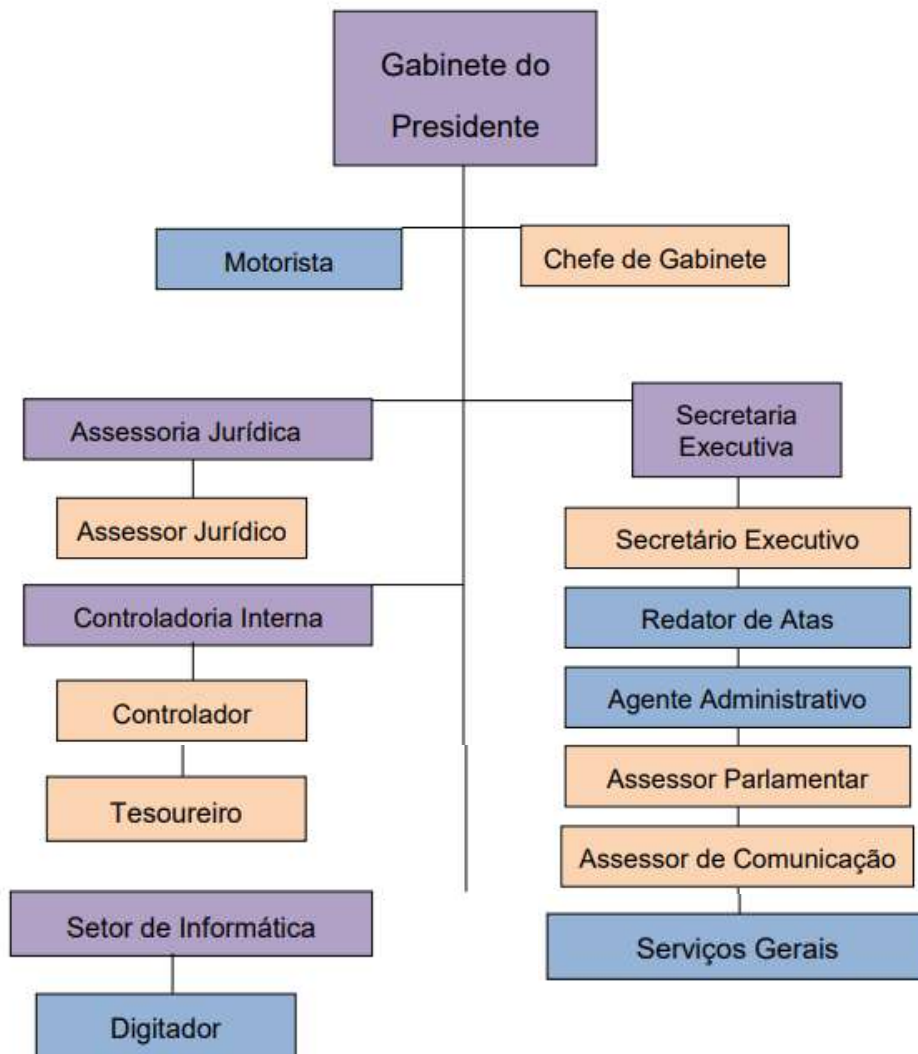 Gabinete do
Presidente
Motorista
Chefe de Gabinete
Assessoria Jurídica
Assessor Jurídico
Controladoria Interna
Controlador
Tesoureiro
Setor de Informática
Digitador
Secretaria
Executiva
Secretário Executivo
Redator de Atas
Agente Administrativo
Assessor Parlamentar
Assessor de Comunicação
Serviços Gerais